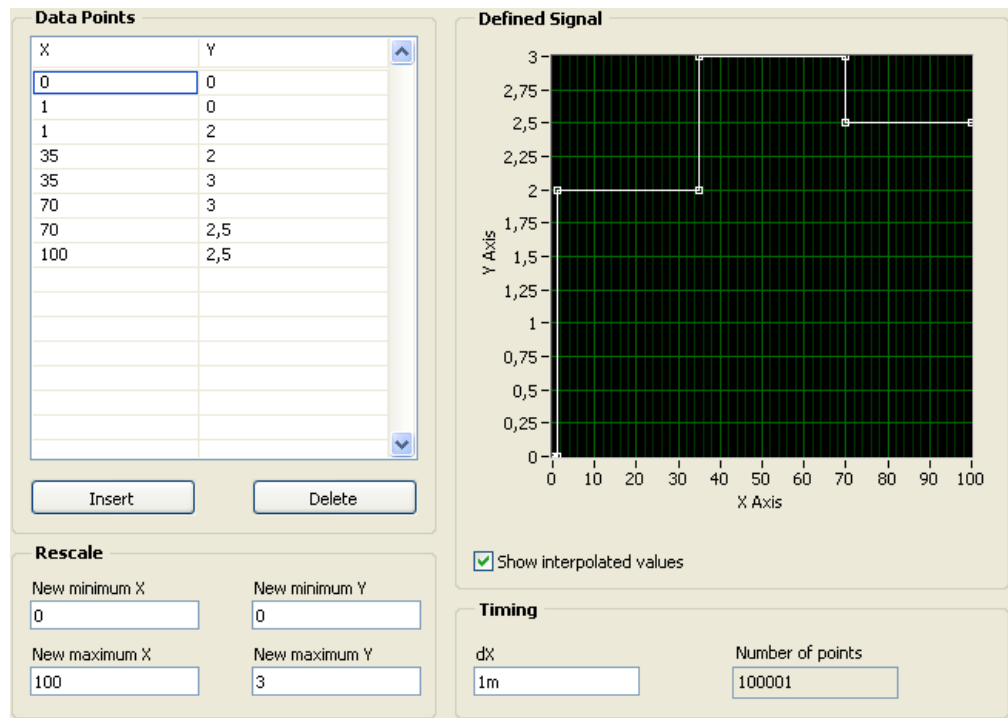 Data Points
X Y
0 0
1 0
1 2
35 2
35 3
70 3
70 2,5
100 2,5
Insert Delete
Rescale
New minimum X New minimum Y
0 0
New maximum X New maximum Y
100 3
Defined Signal
3
2,75
2,5
2,25
2
1,75
1,5
1,25
1
0,75
0,5
0,25
0
Y Axis
0 10 20 30 40 50 60 70 80 90 100
X Axis
Show interpolated values
Timing
dX Number of points
1m 100001